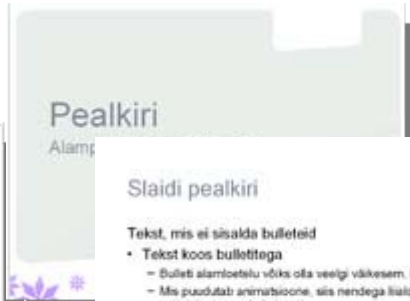 Pealkiri
Alamp
Slaidi pealkiri
Tekst, mis ei sisalda bulleteid
• Tekst koos bulletitega
– Bulleti alamloetelu võiks olla veelgi väiksem.
– Mis puudutab animatsioone, siis nendega